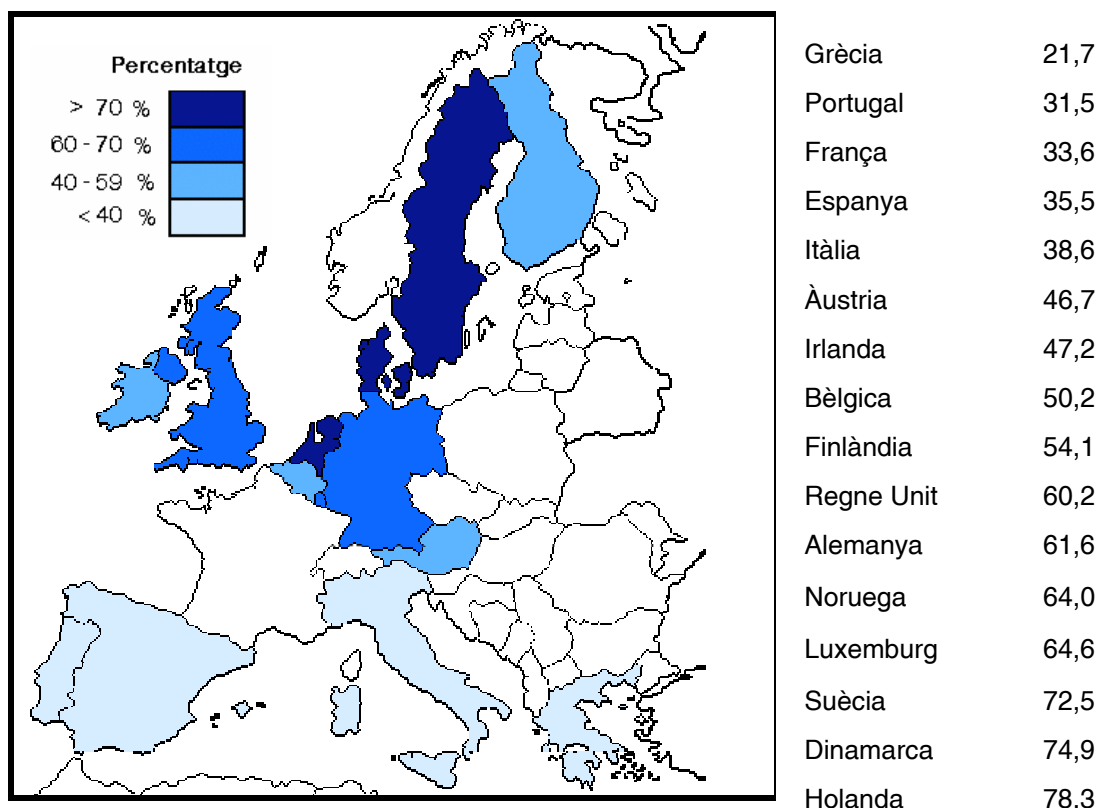 Percentatge
> 70 %
60-70 %
40-59 %
<40 %
Grècia 21,7
Portugal 31,5
França 33,6
Espanya 35,5
Itàlia 38,6
Àustria 46,7
Irlanda 47,2
Bèlgica 50,2
Finlàndia 54,1
Regne Unit 60,2
Alemanya 61,6
Noruega 64,0
Luxemburg 64,6
Suècia 72,5
Dinamarca 74,9
Holanda 78,3